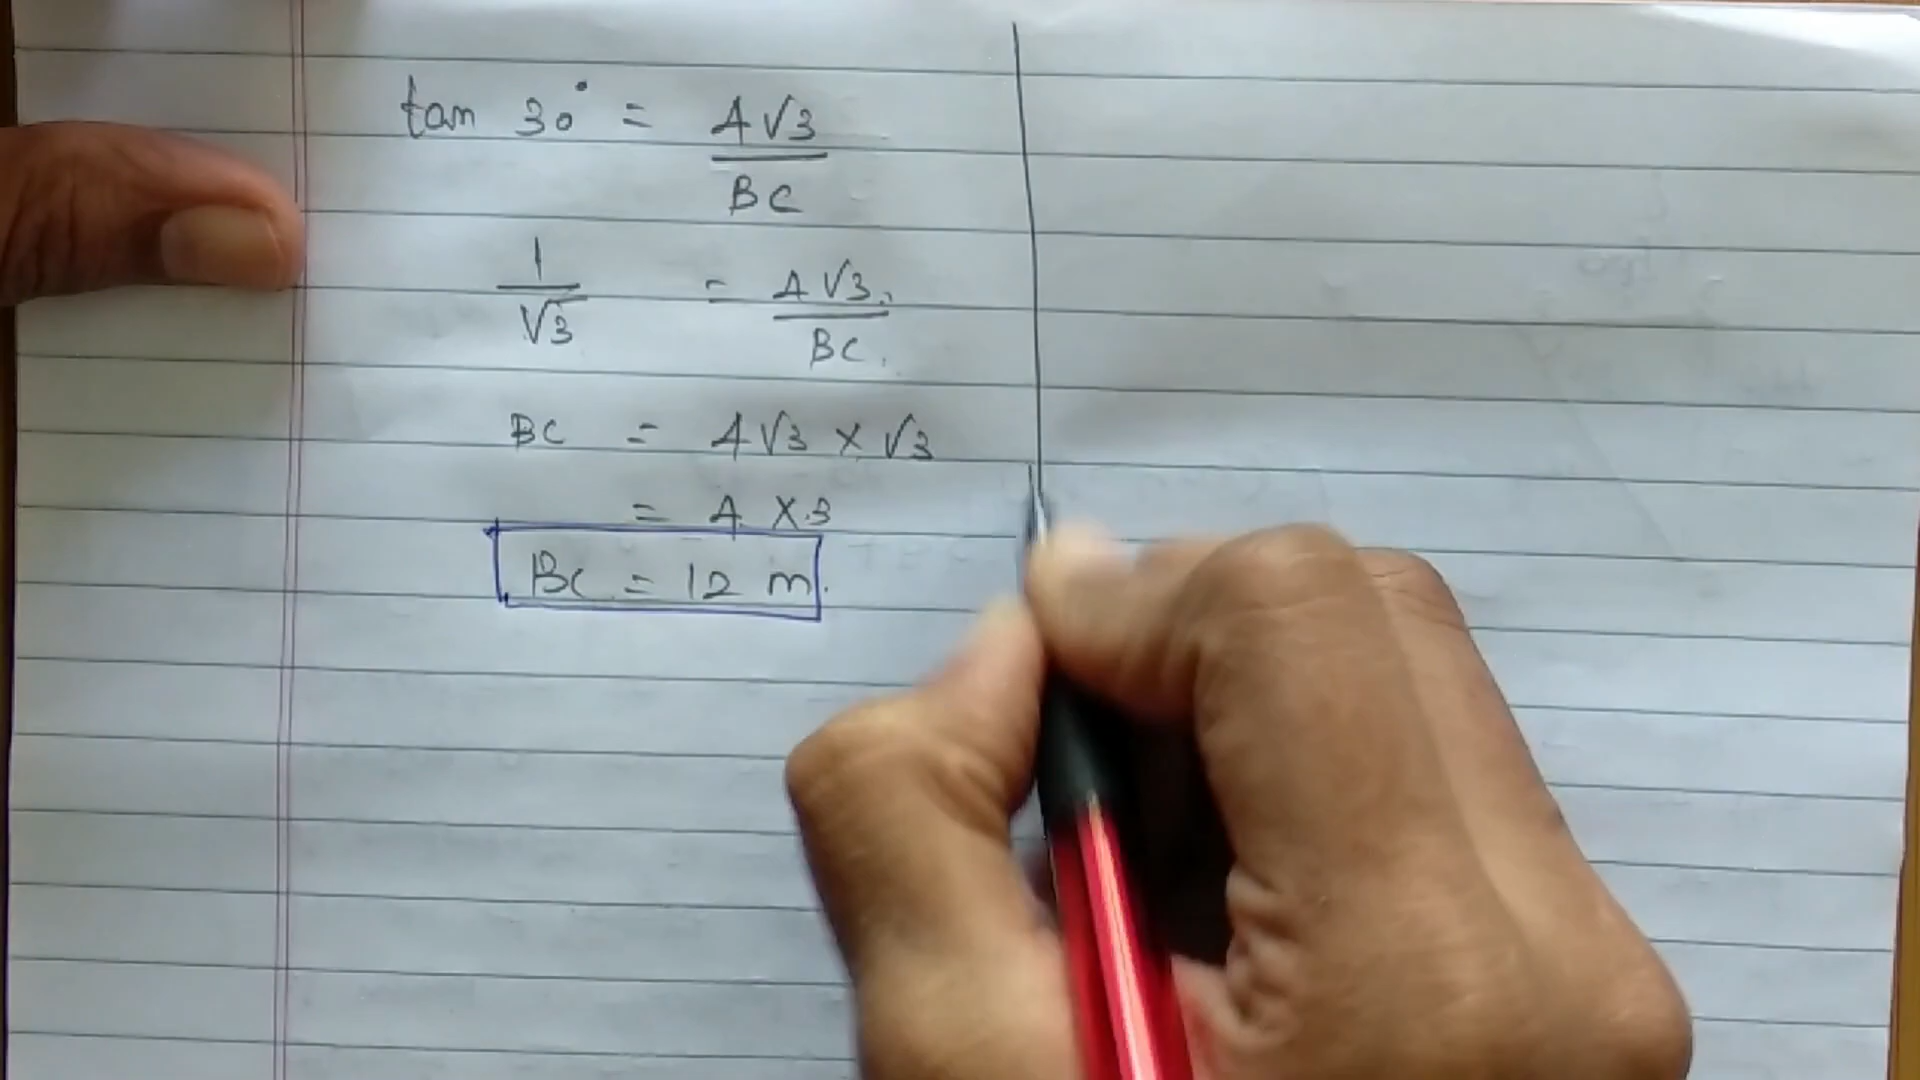 tan 30° = 4√3 / BC
1 / √3 = 4√3. / BC.
BC = 4√3 × √3
= 4 × 3
BC = 12 m.